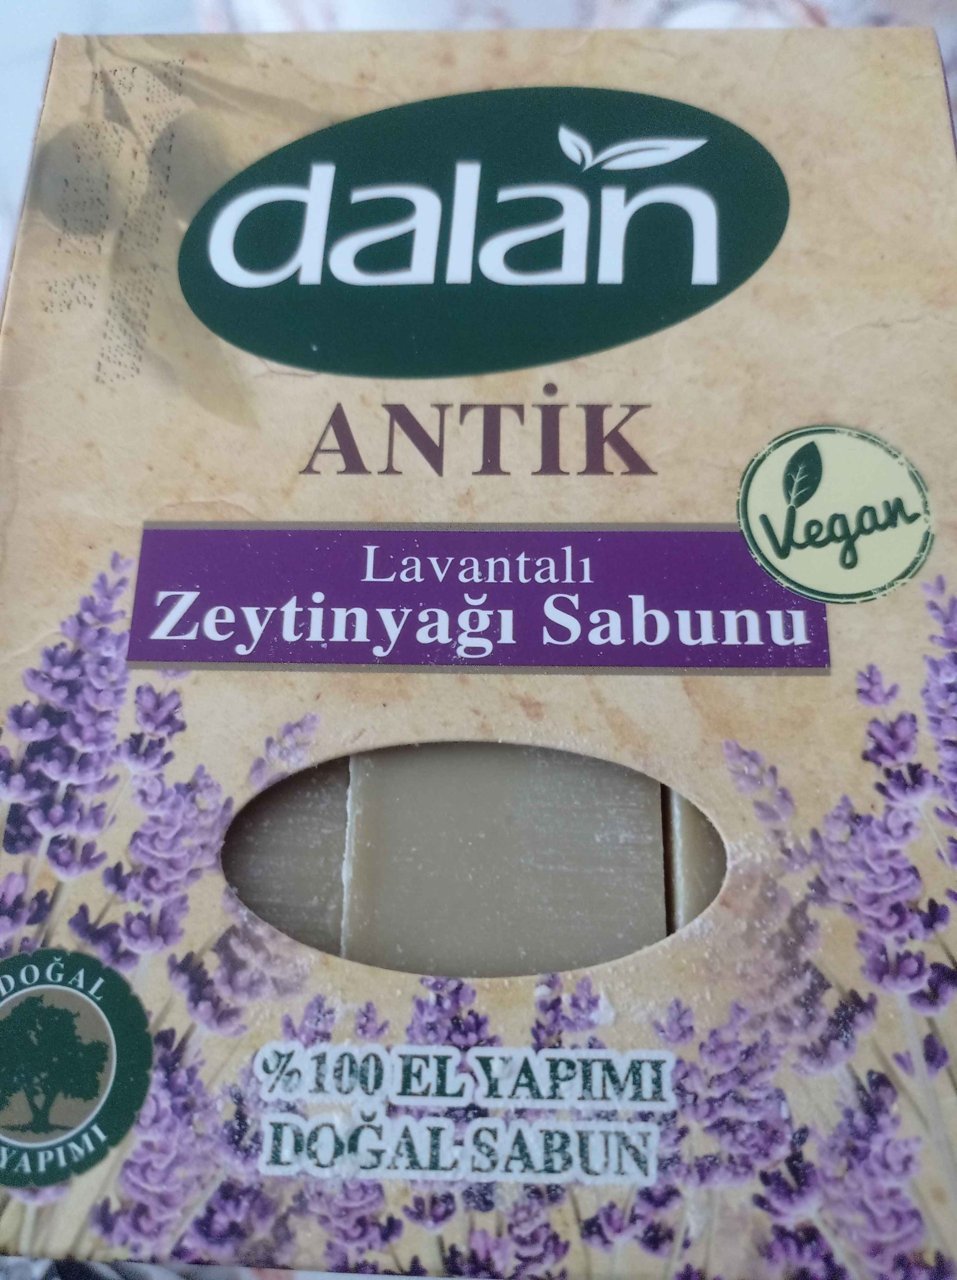 dalan
ANTİK
Vegan
Lavantalı
Zeytinyağı Sabunu
DOĞAL
YAPIMI
%100 EL YAPIMI
DOĞAL SABUN